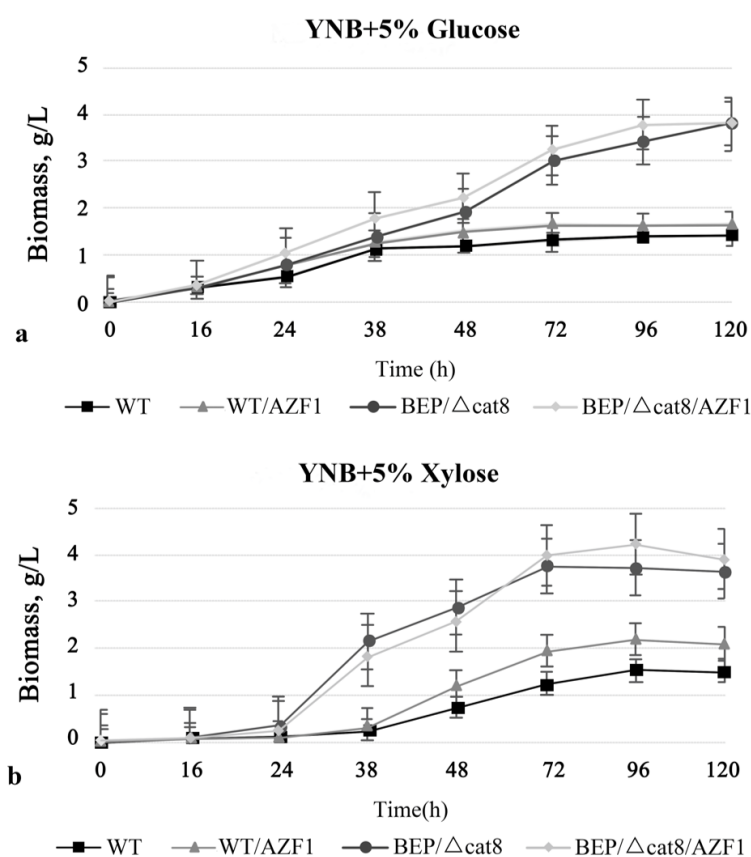 YNB+5% Glucose
5
4
3
2
1
0
Biomass, g/L
0 16 24 38 48 72 96 120
a
Time (h)
WT WT/AZF1 BEP/△cat8 BEP/△cat8/AZF1
YNB+5% Xylose
5
4
3
2
1
0
Biomass, g/L
0 16 24 38 48 72 96 120
b
Time(h)
WT WT/AZF1 BEP/△cat8 BEP/△cat8/AZF1